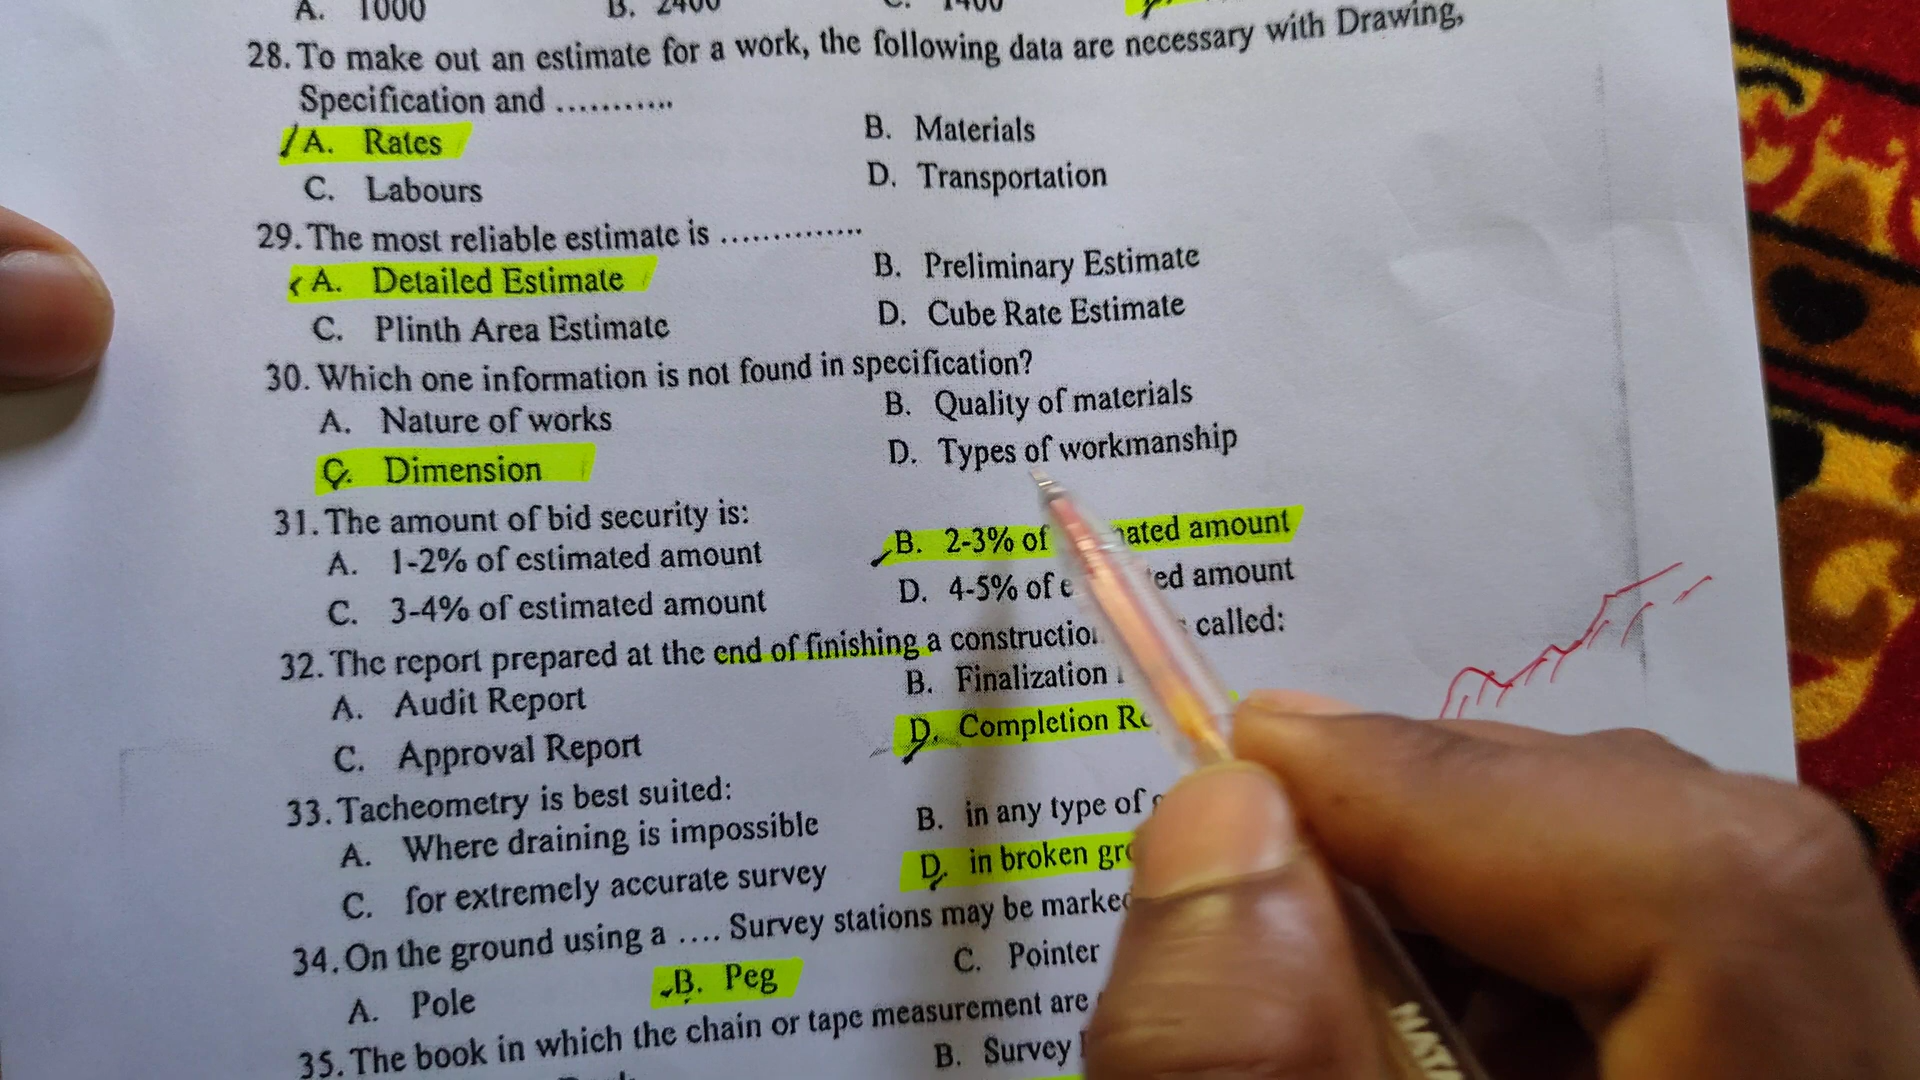 A. 1000 B. 2400 C. 1400
28. To make out an estimate for a work, the following data are necessary with Drawing,
Specification and ...........
A. Rates B. Materials
C. Labours D. Transportation
29. The most reliable estimate is ..............
A. Detailed Estimate B. Preliminary Estimate
C. Plinth Area Estimate D. Cube Rate Estimate
30. Which one information is not found in specification?
A. Nature of works B. Quality of materials
C. Dimension D. Types of workmanship
31. The amount of bid security is:
A. 1-2% of estimated amount B. 2-3% of amount
C. 3-4% of estimated amount D. 4-5% of amount
32. The report prepared at the end of finishing a called:
A. Audit Report B. Finalization
C. Approval Report D. Completion
33. Tacheometry is best suited:
A. Where draining is impossible B. in any type of
C. for extremely accurate survey D. in broken
34. On the ground using a .... Survey stations may be
A. Pole B. Peg C. Pointer
35. The book in which the chain or tape measurement are
B. Survey